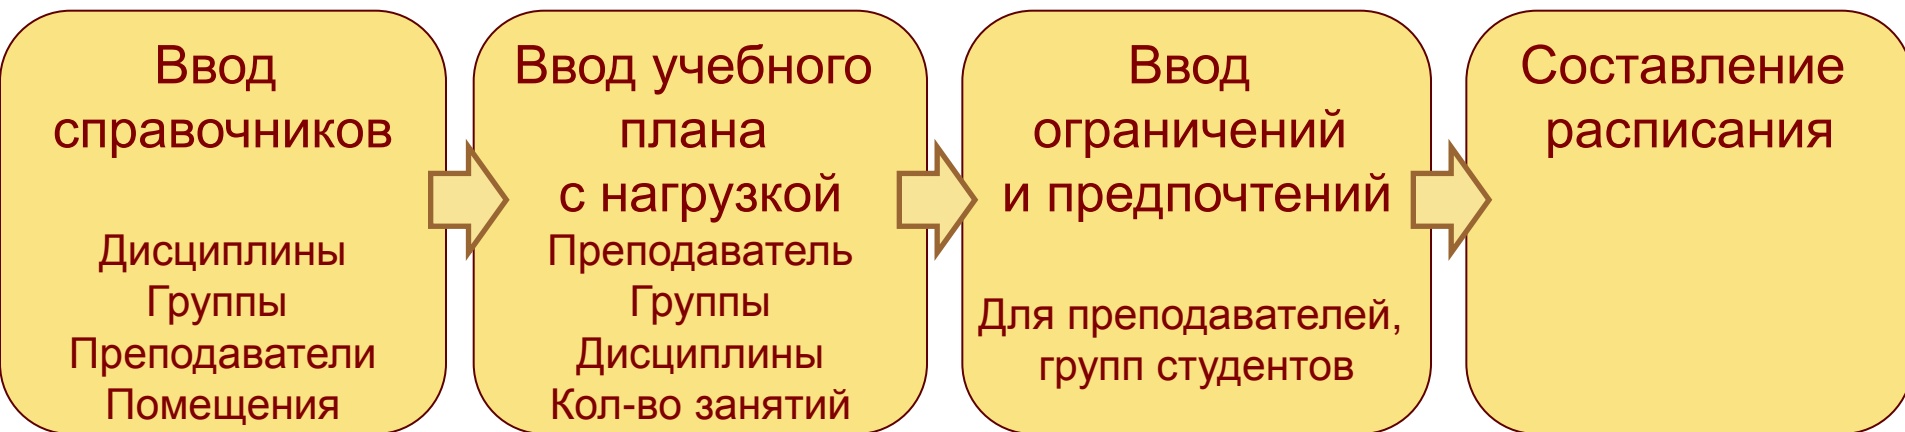 Ввод
справочников
Дисциплины
Группы
Преподаватели
Помещения
Ввод учебного
плана
с нагрузкой
Преподаватель
Группы
Дисциплины
Кол-во занятий
Ввод
ограничений
и предпочтений
Для преподавателей,
групп студентов
Составление
расписания